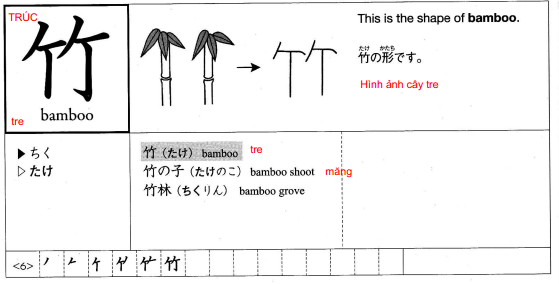 TRÚC
竹
tre bamboo
This is the shape of bamboo.
たけ かたち
竹の形です。
Hình ảnh cây tre
▶ ちく
▷ たけ
竹（たけ） bamboo tre
竹の子（たけのこ） bamboo shoot măng
竹林（ちくりん） bamboo grove
<6> 竹